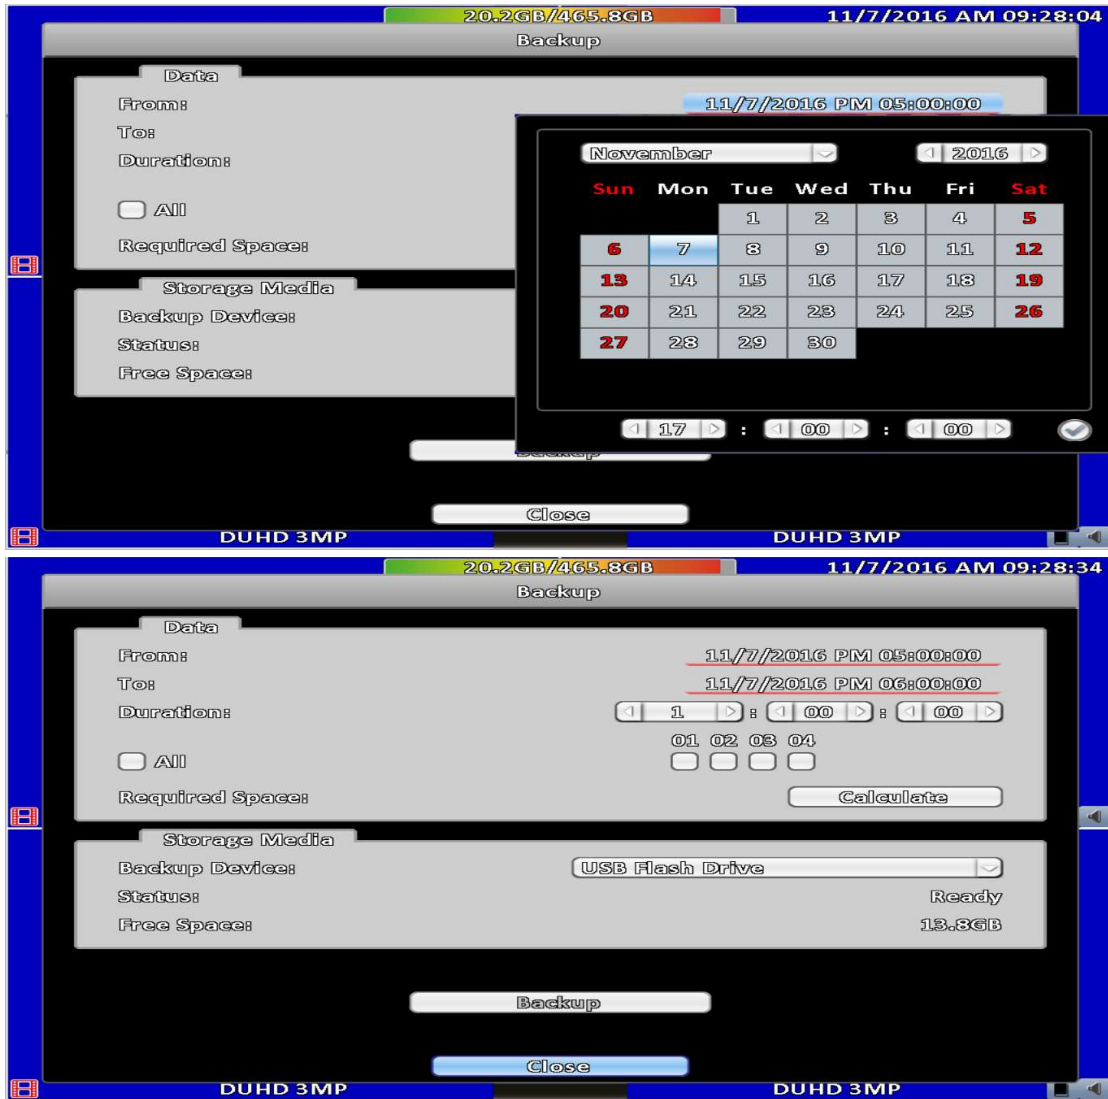 20.2GB/465.8GB 11/7/2016 AM 09:28:04
Backup
Data
From: 11/7/2016 PM 05:00:00
To:
Duration:
All
Required Space:
Storage Media
Backup Device:
Status:
Free Space:
November 2016
Sun Mon Tue Wed Thu Fri Sat
1 2 3 4 5
6 7 8 9 10 11 12
13 14 15 16 17 18 19
20 21 22 23 24 25 26
27 28 29 30
17 : 00 : 00
Backup
Close
DUHD 3MP DUHD 3MP
20.2GB/465.8GB 11/7/2016 AM 09:28:34
Backup
Data
From: 11/7/2016 PM 05:00:00
To: 11/7/2016 PM 06:00:00
Duration: 1 : 00 : 00
01 02 03 04
All
Required Space: Calculate
Storage Media
Backup Device: USB Flash Drive
Status: Ready
Free Space: 13.8GB
Backup
Close
DUHD 3MP DUHD 3MP